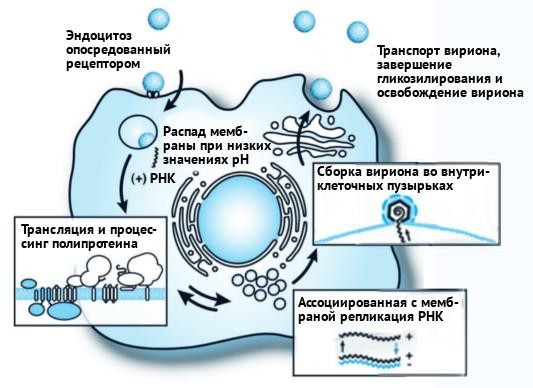 Эндоцитоз
опосредованный
рецептором
Транспорт вириона,
завершение
гликозилирования и
освобождение вириона
Распад мемб-
раны при низких
значениях pH
(+) РНК
Сборка вириона во внутри-
клеточных пузырьках
Трансляция и процес-
синг полипротеина
Ассоциированная с мемб-
раной репликация РНК
+
+
-